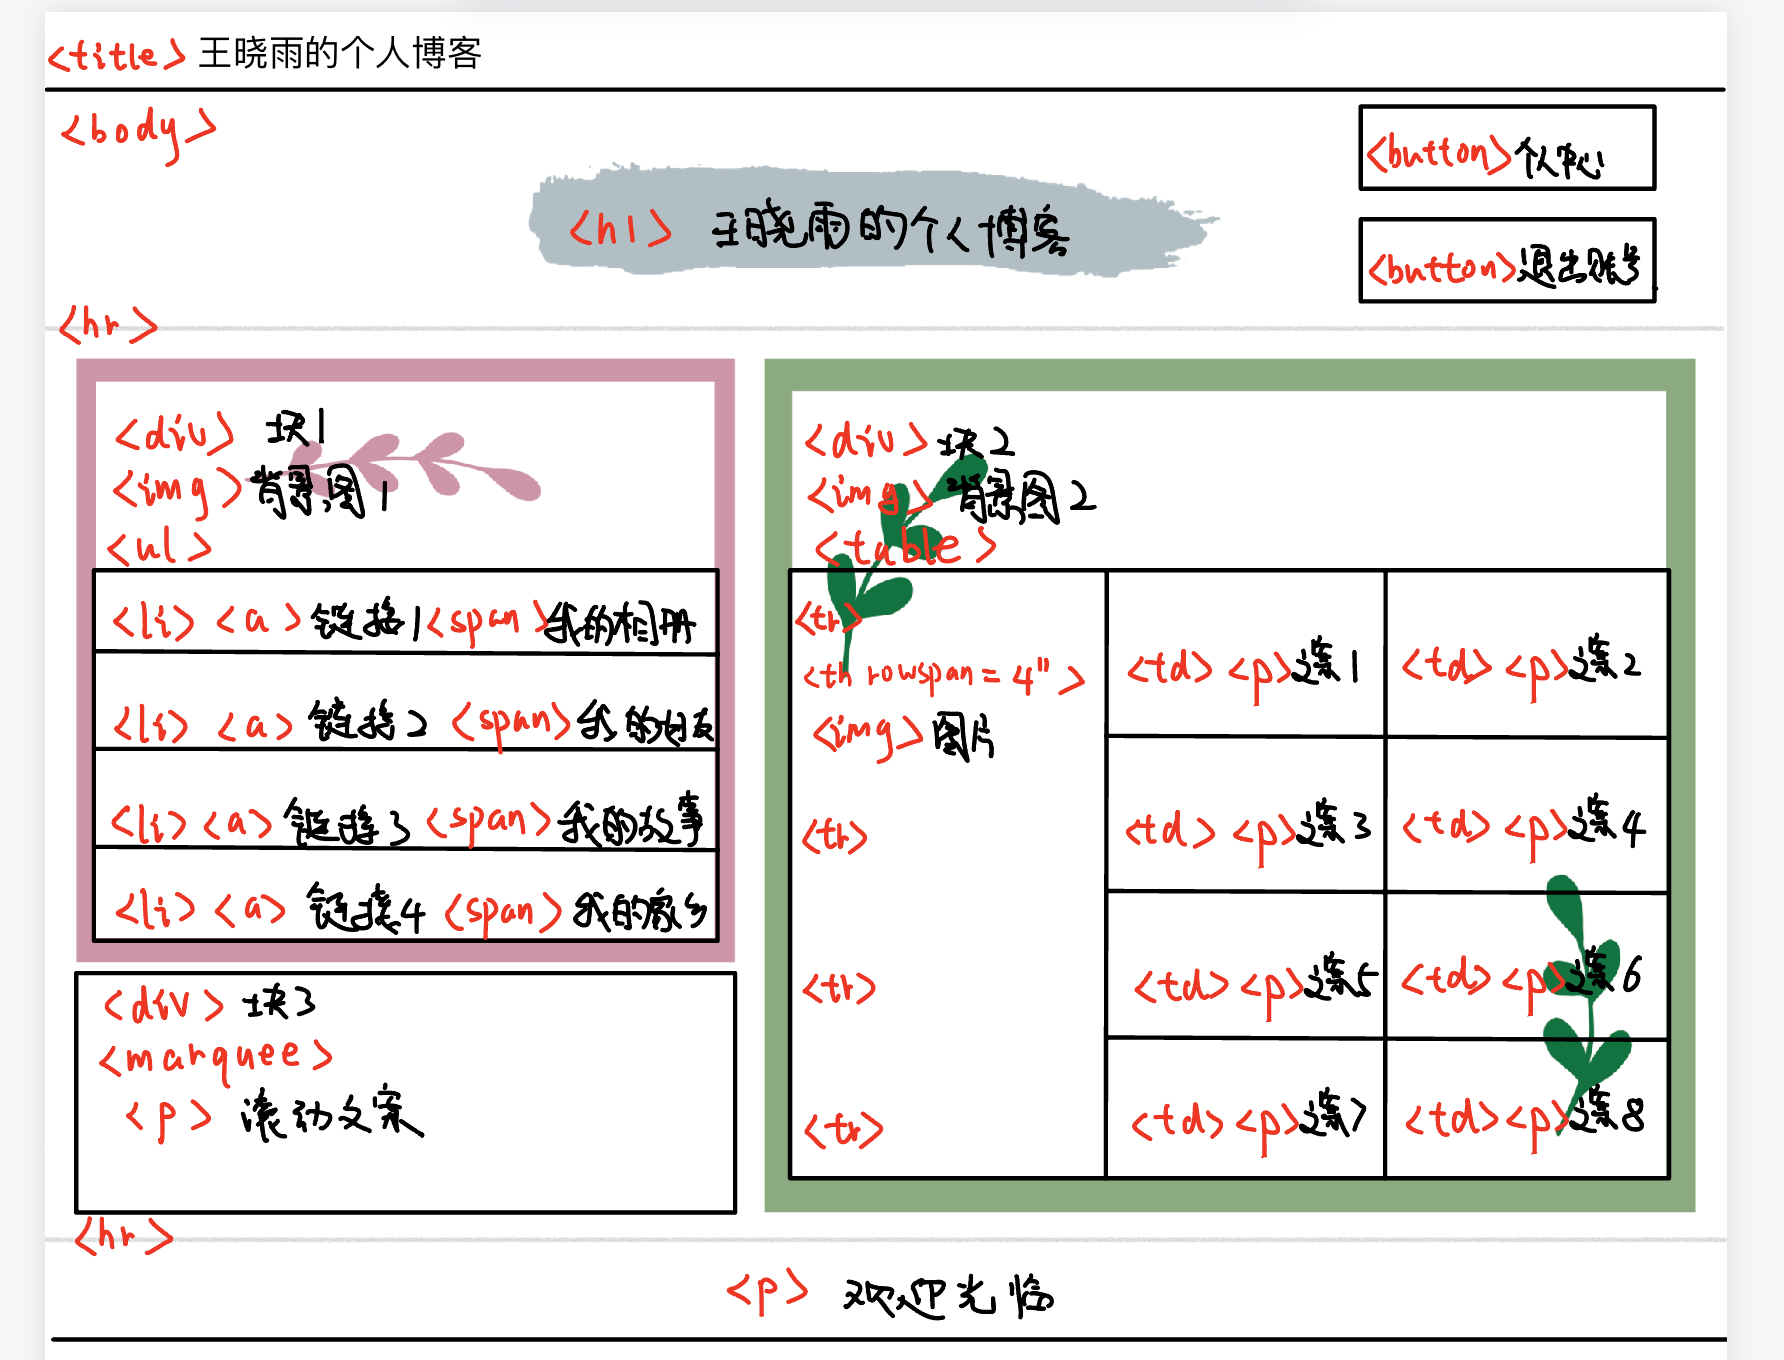 <title> 王晓雨的个人博客
<body>
<button> 个人中心
<h1> 王晓雨的个人博客
<button> 退出账号
<hr>
<div> 块1
<img> 背景图1
<ul>
<li> <a> 链接1 <span> 我的相册
<li> <a> 链接2 <span> 我的好友
<li> <a> 链接3 <span> 我的故事
<li> <a> 链接4 <span> 我的家乡
<div> 块3
<marquee>
<p> 滚动文案
<div> 块2
<img> 背景图2
<table>
<tr>
<th rowspan = 4">
<img> 图片
<td> <p> 文案1
<td> <p> 文案2
<tr>
<td> <p> 文案3
<td> <p> 文案4
<tr>
<td> <p> 文案5
<td> <p> 文案6
<tr>
<td> <p> 文案7
<td> <p> 文案8
<hr>
<p> 欢迎光临